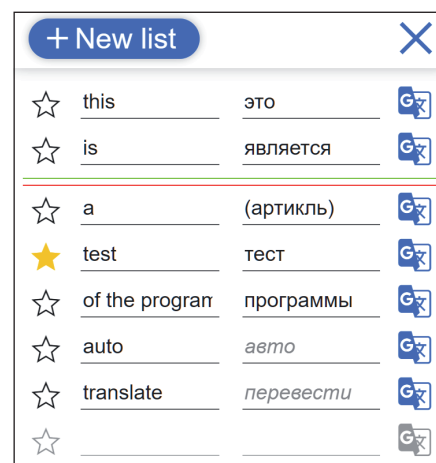 + New list
this это
is является
a (артикль)
test тест
of the program программы
auto авто
translate перевести